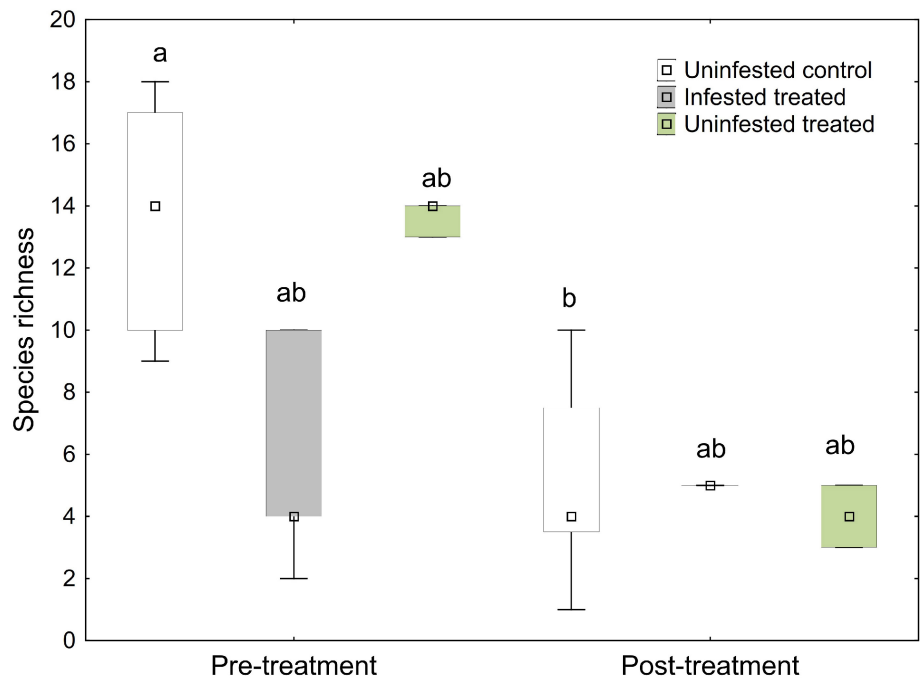 20
18
16
14
12
10
8
6
4
2
0
Species richness
a
ab
ab
b
ab
ab
Uninfested control
Infested treated
Uninfested treated
Pre-treatment
Post-treatment